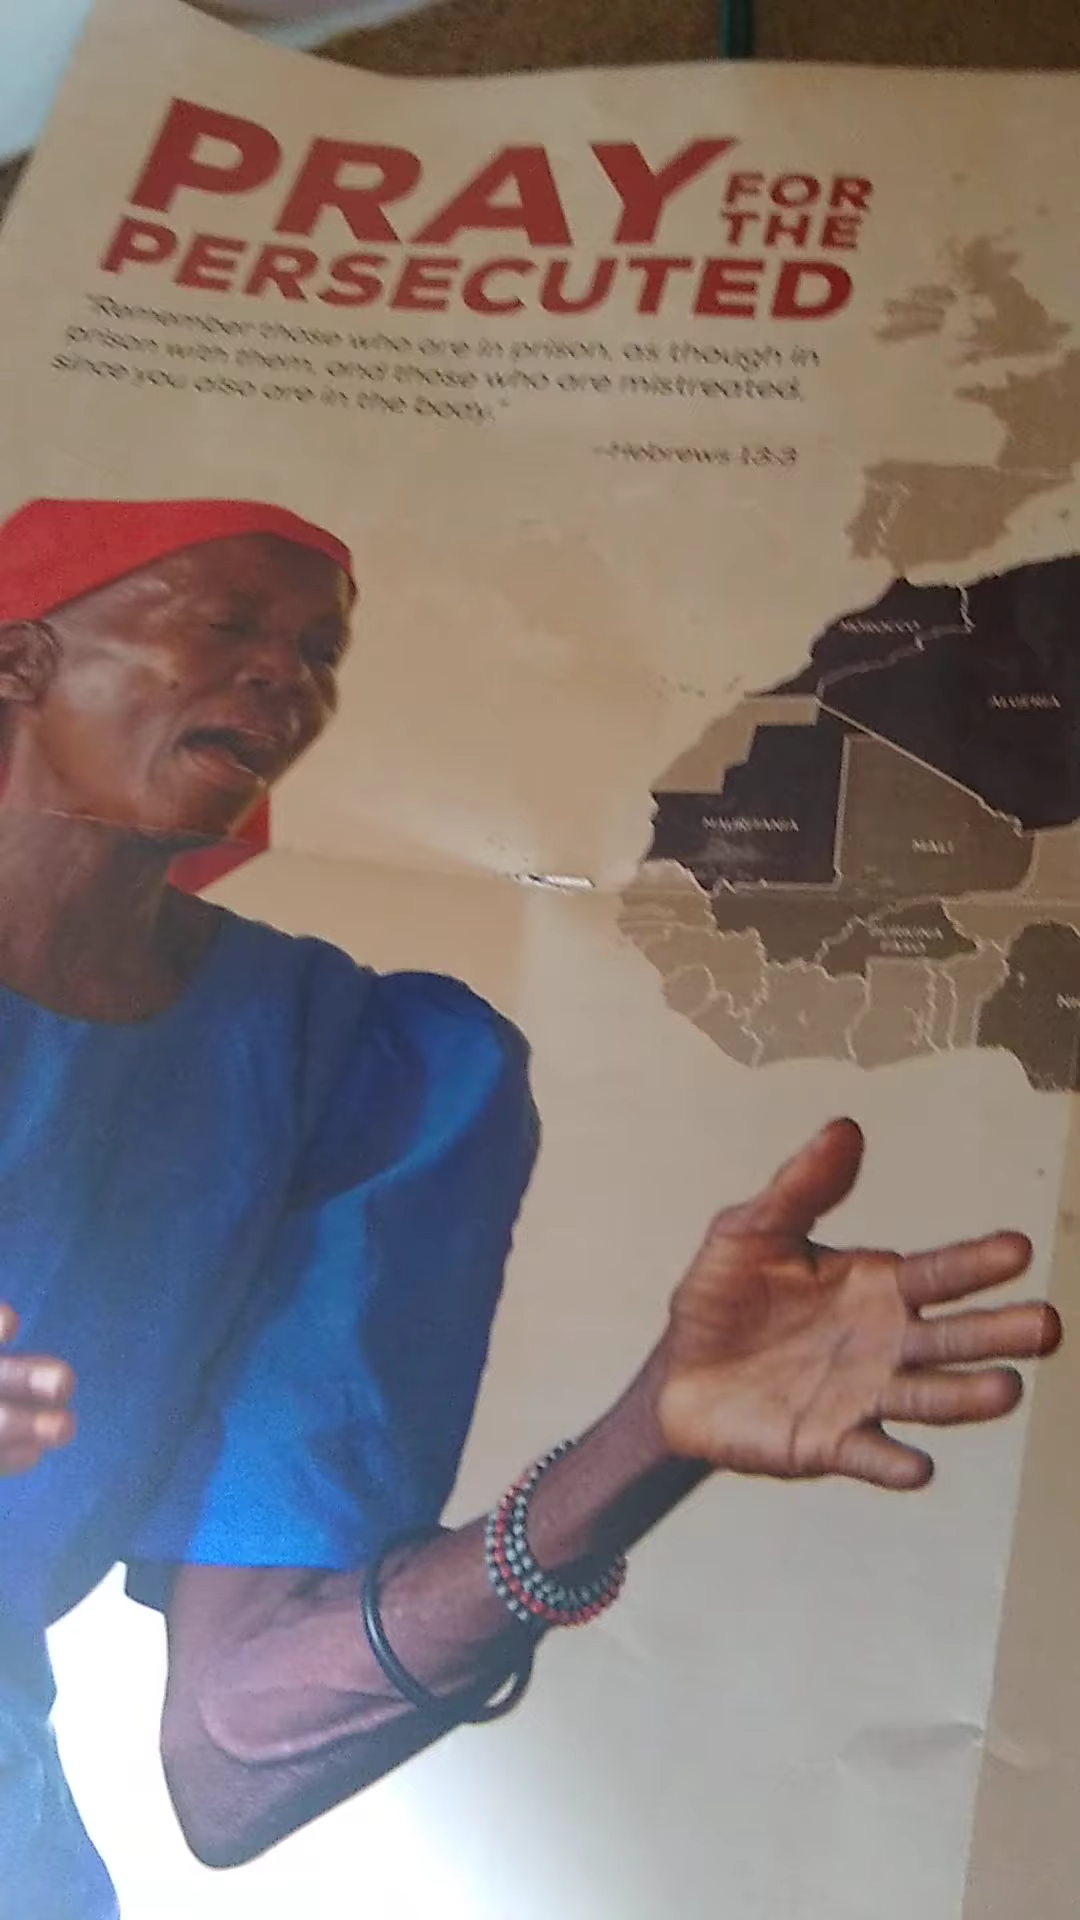 PRAY FOR THE
PERSECUTED
"Remember those who are in prison, as though in
prison with them, and those who are mistreated,
since you also are in the body."
–Hebrews 13:3
MOROCCO
ALGERIA
MAURITANIA
MALI
BURKINA
FASO